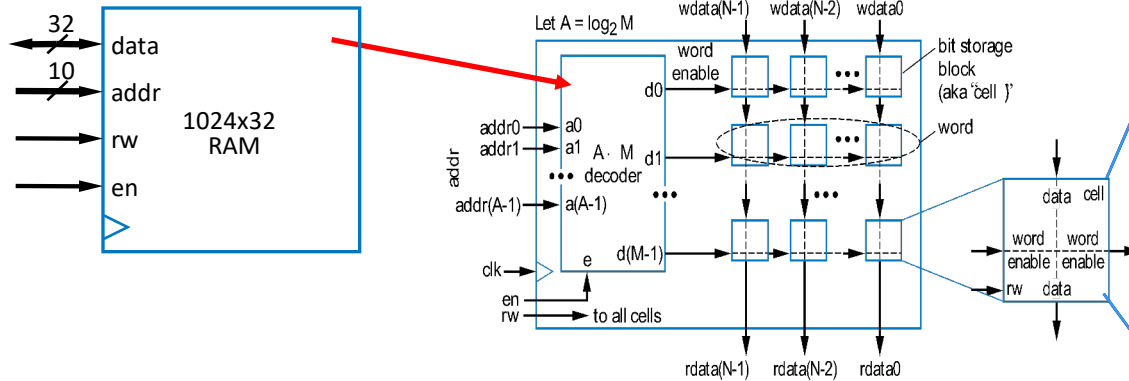 32
data
10
addr
rw
en
1024x32
RAM
Let A = log2 M
wdata(N-1) wdata(N-2) wdata0
word
enable
bit storage
block
(aka “cell )”
word
d0
addr
addr0 a0
addr1 a1
A · M
decoder
d1
addr(A-1) a(A-1)
d(M-1)
e
clk
en
rw to all cells
rdata(N-1) rdata(N-2) rdata0
data cell
word word
enable enable
rw data